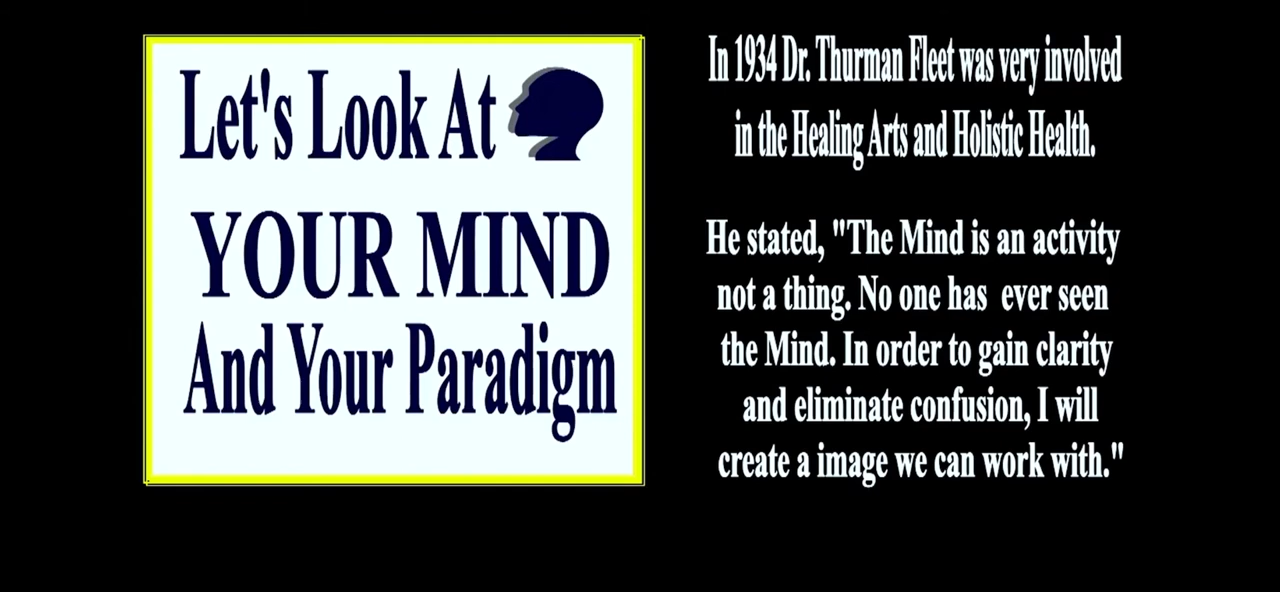 Let's Look At
YOUR MIND
And Your Paradigm
In 1934 Dr. Thurman Fleet was very involved
in the Healing Arts and Holistic Health.
He stated, "The Mind is an activity
not a thing. No one has ever seen
the Mind. In order to gain clarity
and eliminate confusion, I will
create a image we can work with."